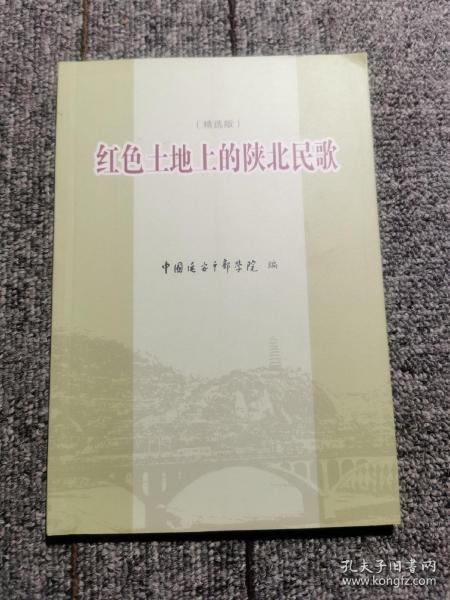 （精选版）
红色土地上的陕北民歌
中国延安干部学院 编
孔夫子旧书网
www.kongfz.com